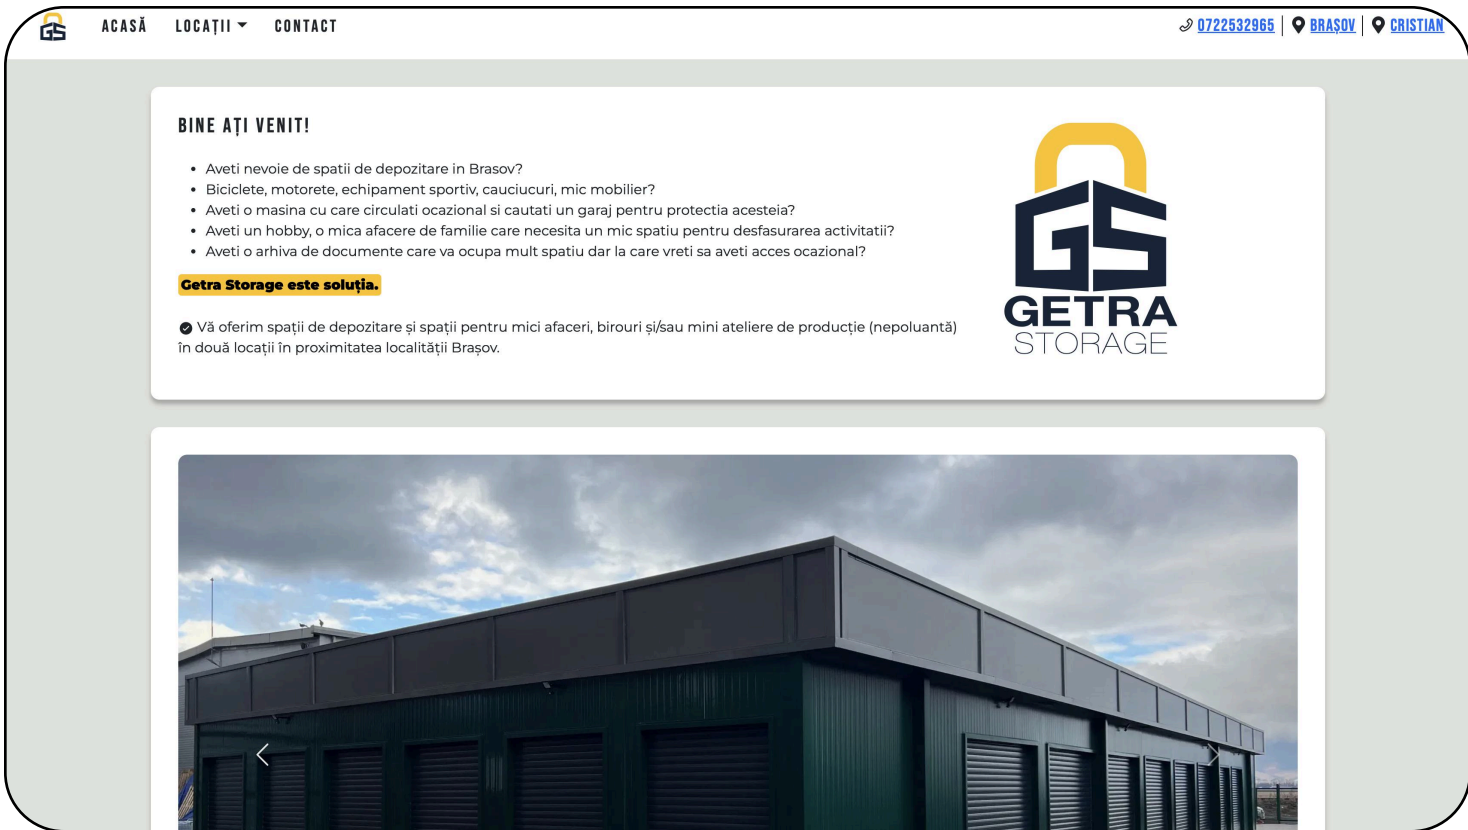 GS
ACASĂ LOCAȚII CONTACT
0722532965 | BRAȘOV | CRISTIAN
BINE AȚI VENIT!
• Aveti nevoie de spatii de depozitare in Brasov?
• Biciclete, motorete, echipament sportiv, cauciucuri, mic mobilier?
• Aveti o masina cu care circulati ocazional si cautati un garaj pentru protectia acesteia?
• Aveti un hobby, o mica afacere de familie care necesita un mic spatiu pentru desfasurarea activitatii?
• Aveti o arhiva de documente care va ocupa mult spatiu dar la care vreti sa aveti acces ocazional?
Getra Storage este soluția.
Vă oferim spații de depozitare și spații pentru mici afaceri, birouri și/sau mini ateliere de producție (nepoluantă)
în două locații în proximitatea localității Brașov.
GS
GETRA
STORAGE